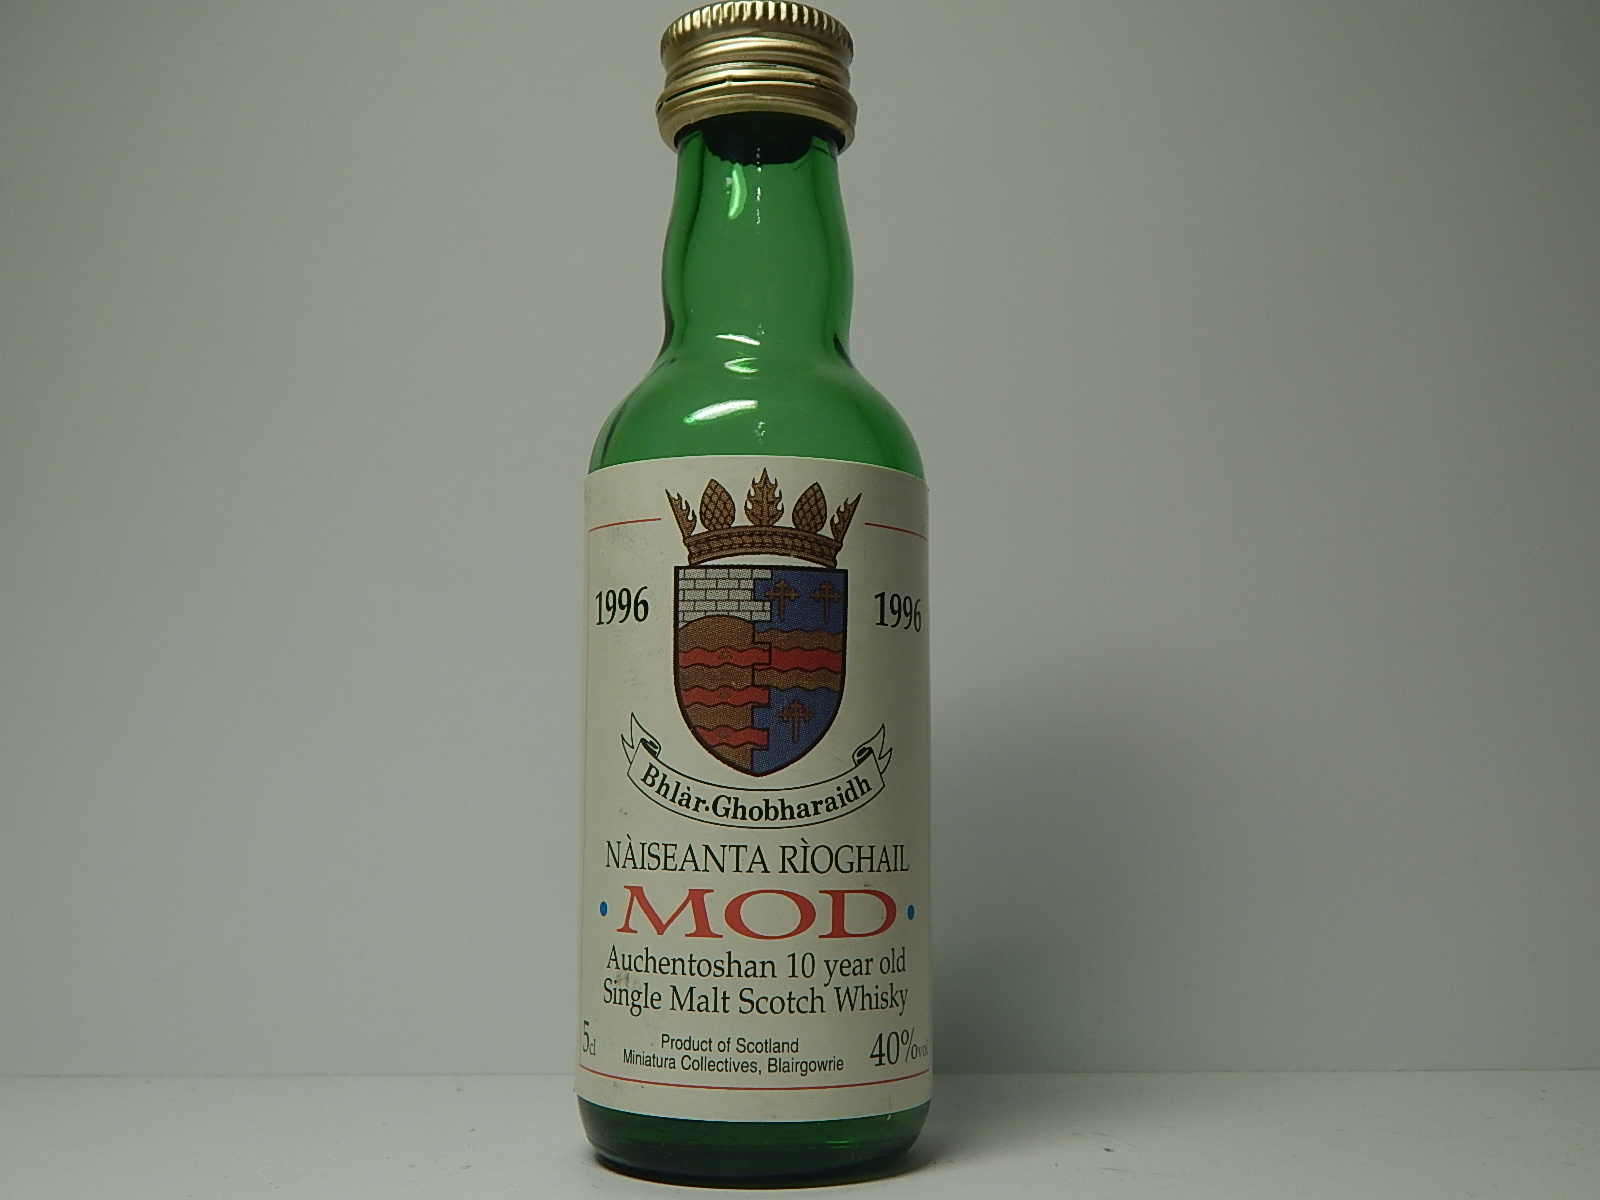 1996 1996
Bhlàr·Ghobharaidh
NÀISEANTA RÌOGHAIL
· MOD ·
Auchentoshan 10 year old
Single Malt Scotch Whisky
5cl 40%vol
Product of Scotland
Miniatura Collectives, Blairgowrie